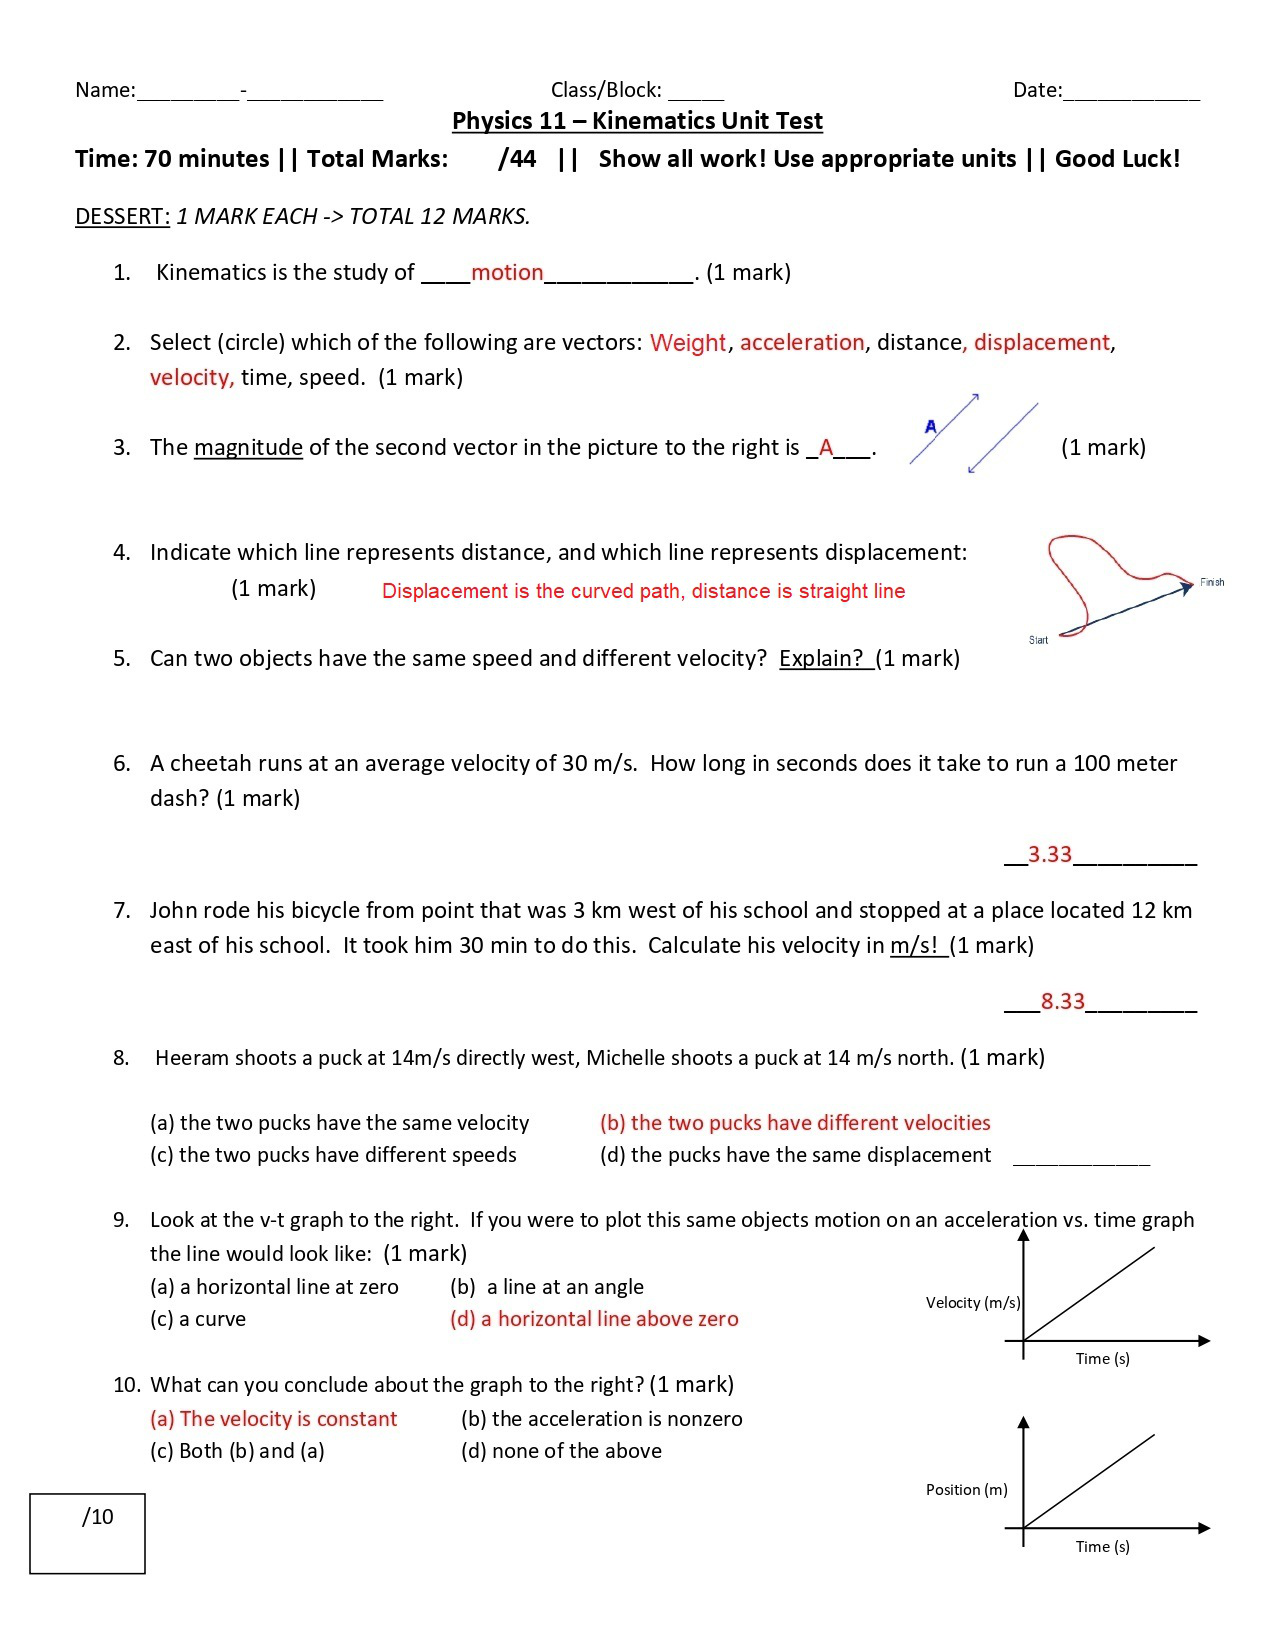 Name:_________-____________ Class/Block: _____ Date:____________
Physics 11 – Kinematics Unit Test
Time: 70 minutes || Total Marks: /44 || Show all work! Use appropriate units || Good Luck!
DESSERT: 1 MARK EACH -> TOTAL 12 MARKS.
1. Kinematics is the study of ____motion____________. (1 mark)
2. Select (circle) which of the following are vectors: Weight, acceleration, distance, displacement,
velocity, time, speed. (1 mark)
A
3. The magnitude of the second vector in the picture to the right is _A___. (1 mark)
4. Indicate which line represents distance, and which line represents displacement:
(1 mark) Displacement is the curved path, distance is straight line
Finish
Start
5. Can two objects have the same speed and different velocity? Explain? (1 mark)
6. A cheetah runs at an average velocity of 30 m/s. How long in seconds does it take to run a 100 meter
dash? (1 mark)
__3.33__________
7. John rode his bicycle from point that was 3 km west of his school and stopped at a place located 12 km
east of his school. It took him 30 min to do this. Calculate his velocity in m/s! (1 mark)
___8.33_________
8. Heeram shoots a puck at 14m/s directly west, Michelle shoots a puck at 14 m/s north. (1 mark)
(a) the two pucks have the same velocity (b) the two pucks have different velocities
(c) the two pucks have different speeds (d) the pucks have the same displacement ____________
9. Look at the v-t graph to the right. If you were to plot this same objects motion on an acceleration vs. time graph
the line would look like: (1 mark)
(a) a horizontal line at zero (b) a line at an angle
Velocity (m/s)
(c) a curve (d) a horizontal line above zero
Time (s)
10. What can you conclude about the graph to the right? (1 mark)
(a) The velocity is constant (b) the acceleration is nonzero
(c) Both (b) and (a) (d) none of the above
Position (m)
/10
Time (s)